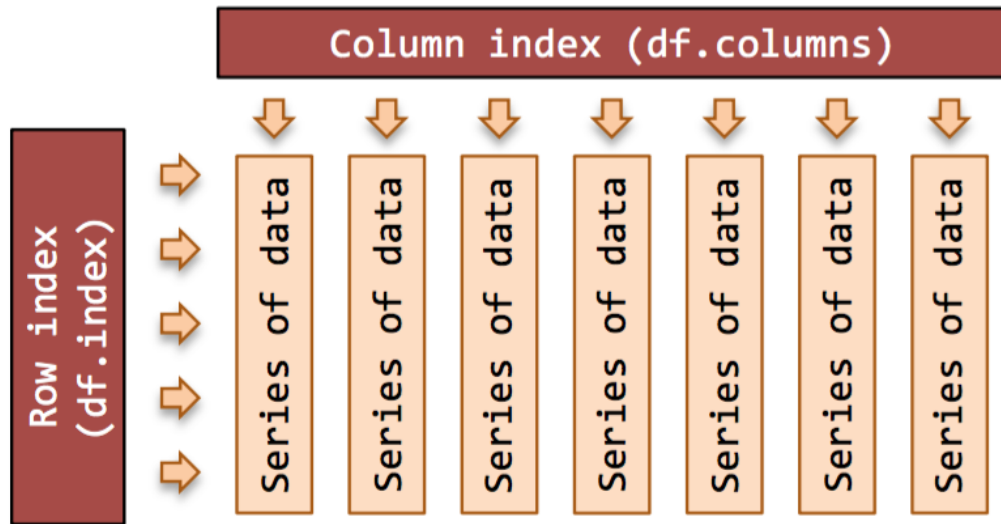 Column index (df.columns)
Row index
(df.index)
Series of data
Series of data
Series of data
Series of data
Series of data
Series of data
Series of data